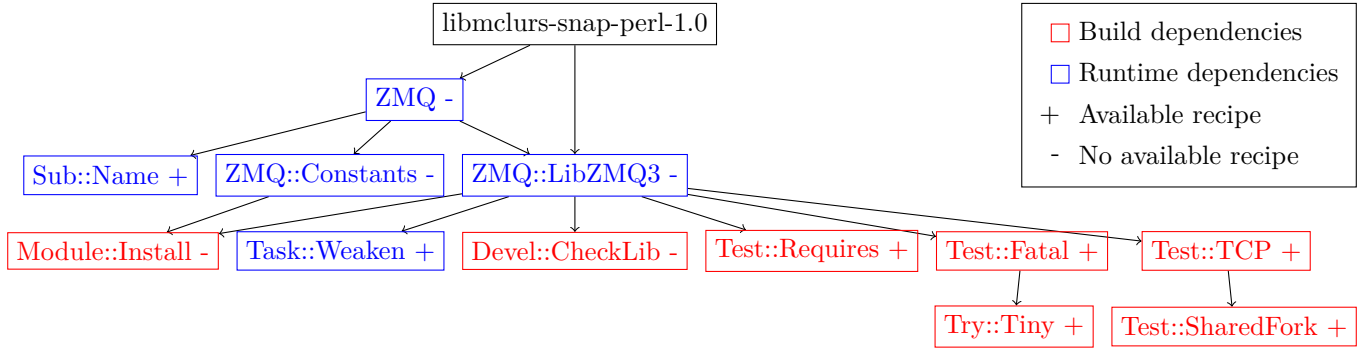 libmclurs-snap-perl-1.0
Build dependencies
Runtime dependencies
+ Available recipe
- No available recipe
ZMQ -
Sub::Name +
ZMQ::Constants -
ZMQ::LibZMQ3 -
Module::Install -
Task::Weaken +
Devel::CheckLib -
Test::Requires +
Test::Fatal +
Test::TCP +
Try::Tiny +
Test::SharedFork +